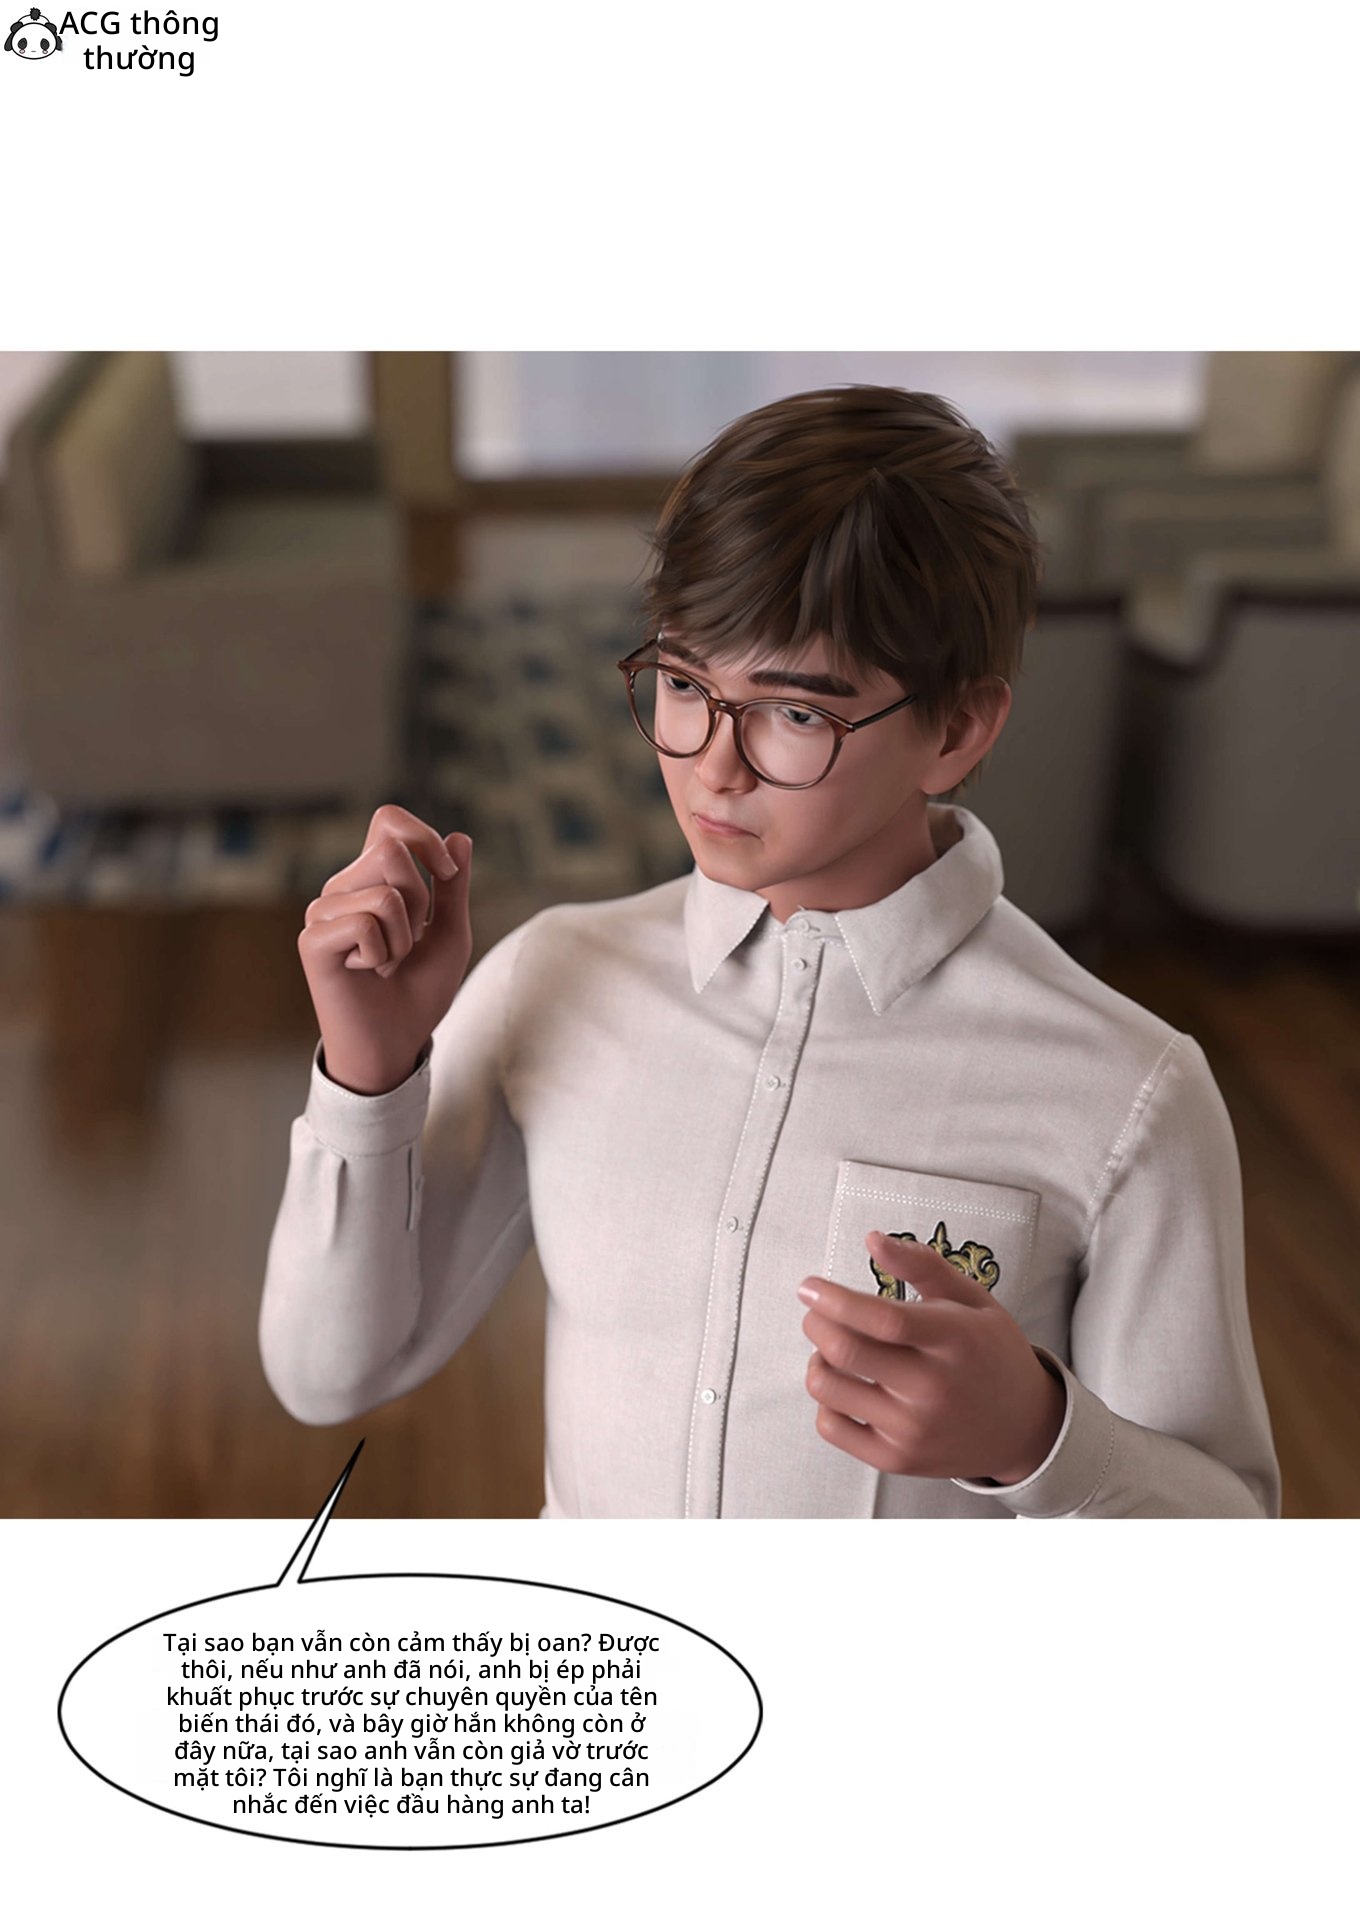 ACG thông
thường
Tại sao bạn vẫn còn cảm thấy bị oan? Được
thôi, nếu như anh đã nói, anh bị ép phải
khuất phục trước sự chuyên quyền của tên
biến thái đó, và bây giờ hắn không còn ở
đây nữa, tại sao anh vẫn còn giả vờ trước
mặt tôi? Tôi nghĩ là bạn thực sự đang cân
nhắc đến việc đầu hàng anh ta!